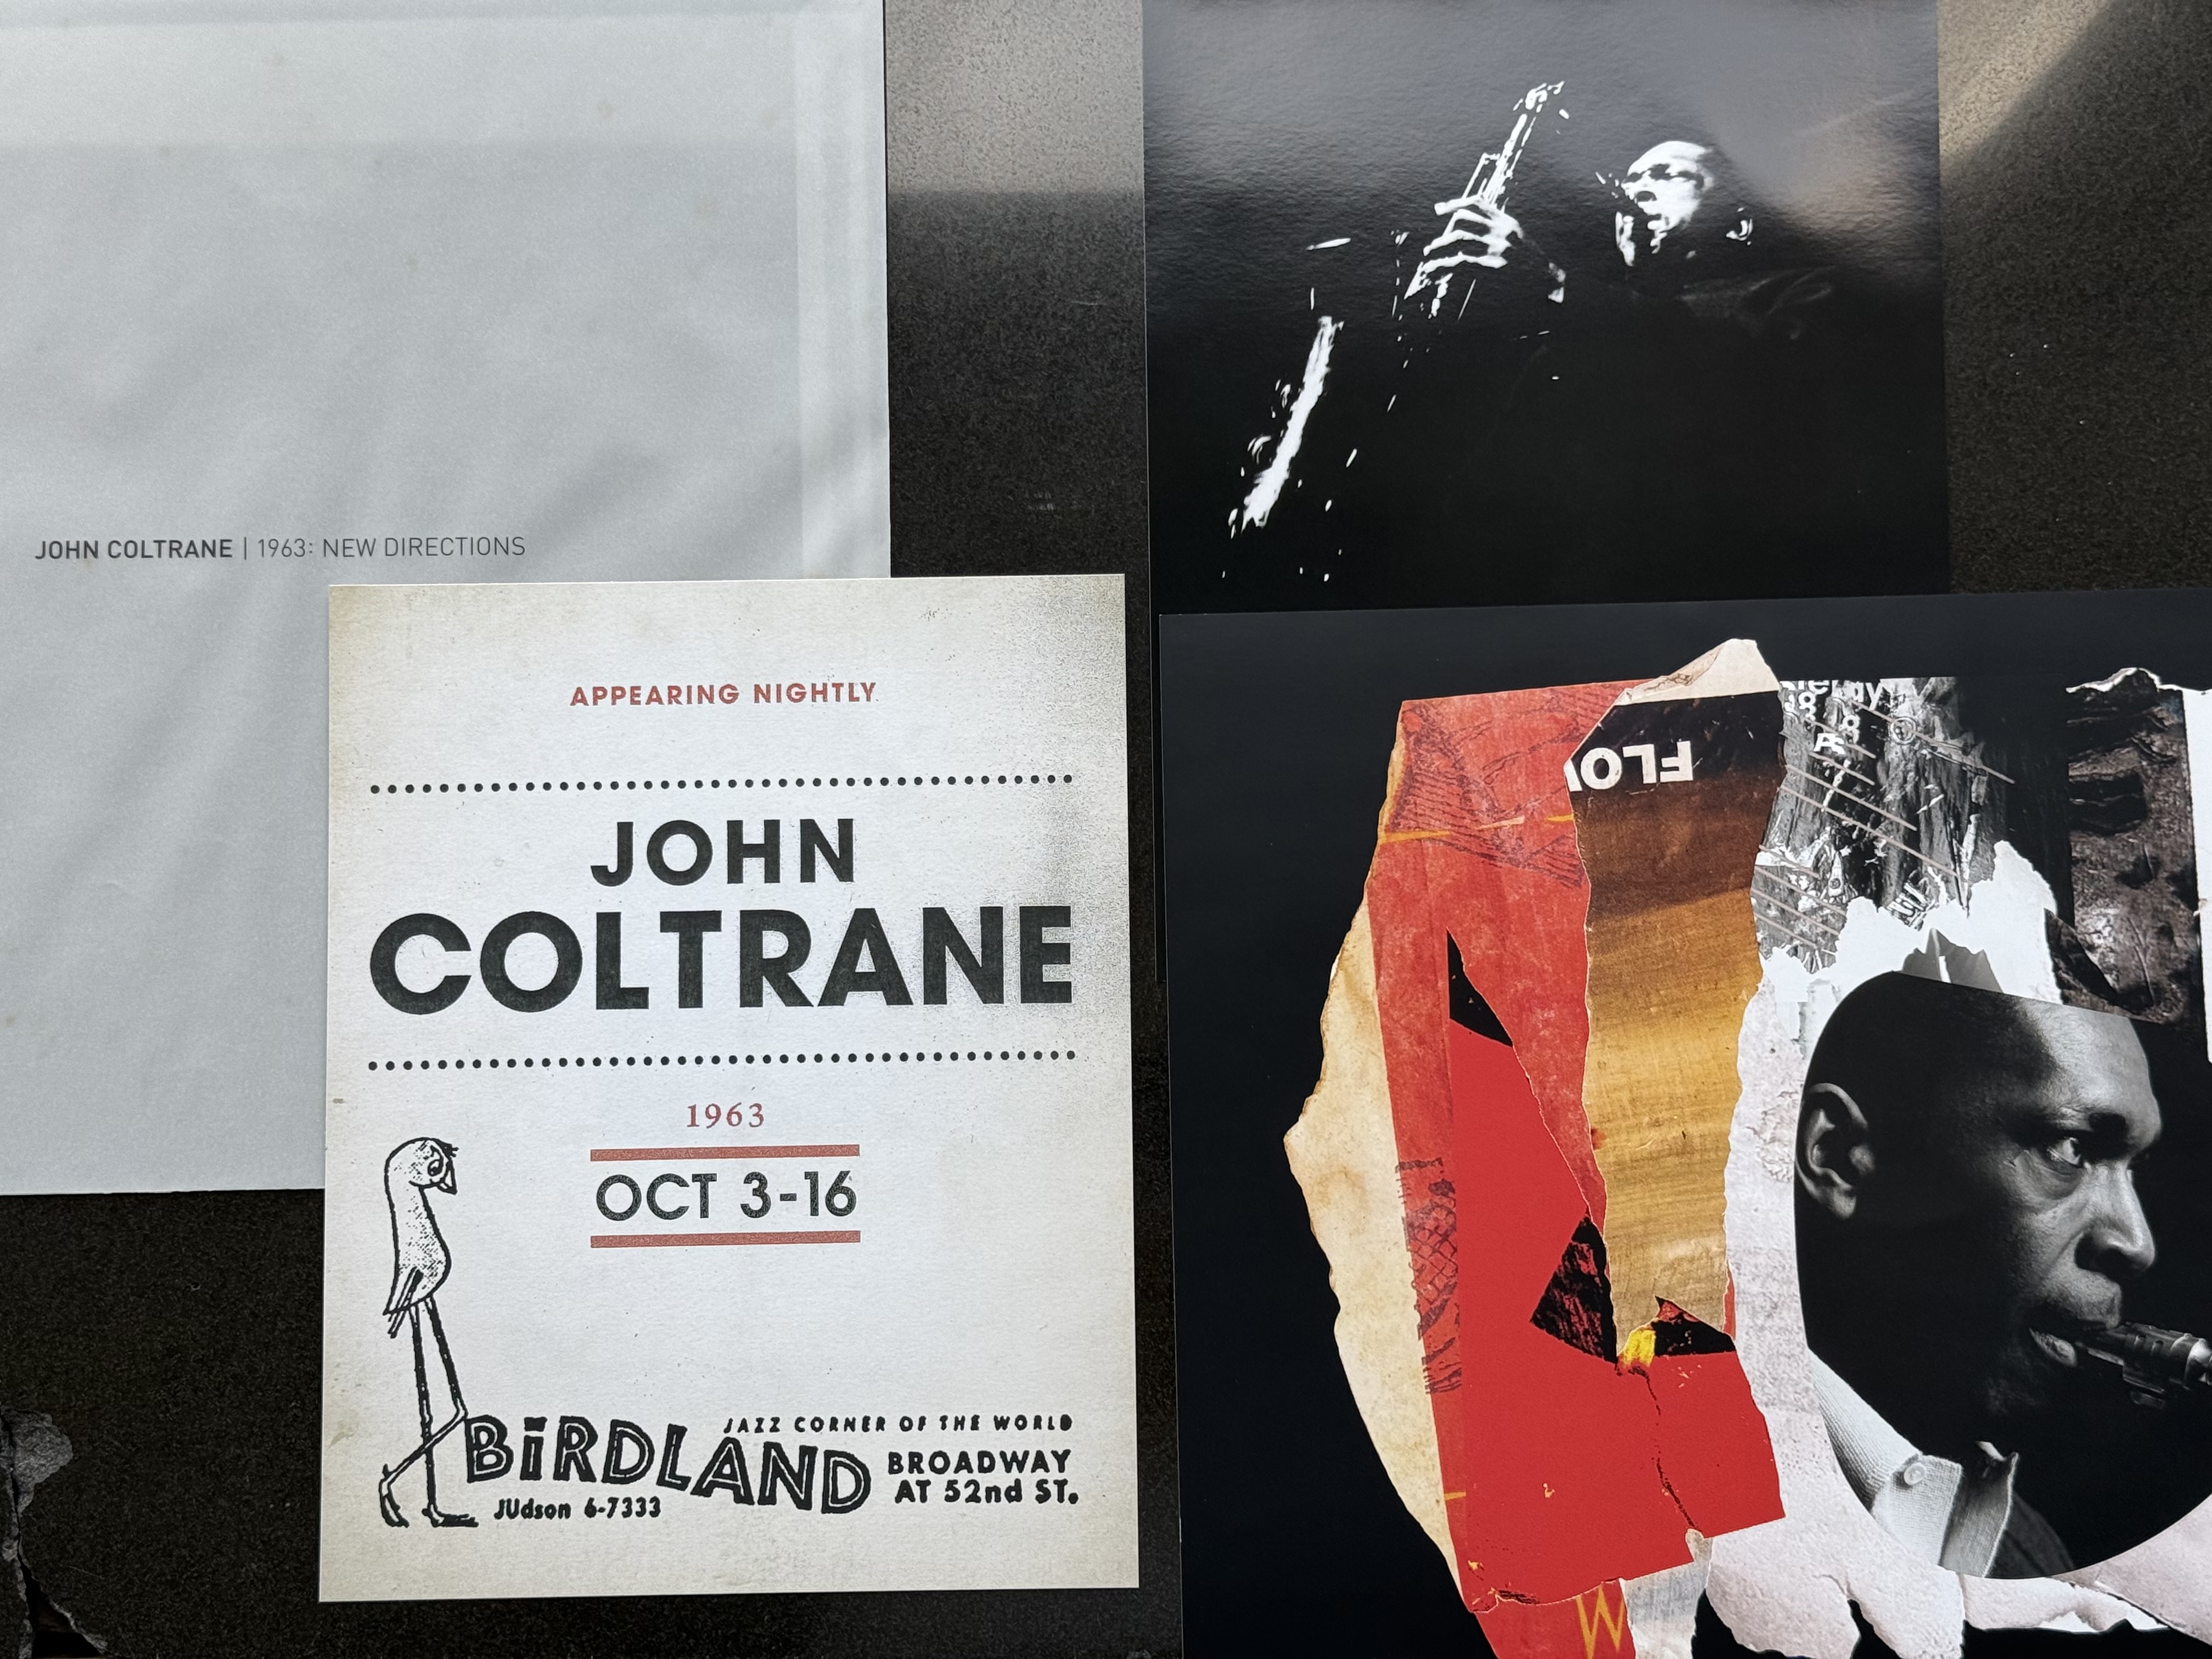 JOHN COLTRANE | 1963: NEW DIRECTIONS
APPEARING NIGHTLY
JOHN
COLTRANE
1963
OCT 3-16
BiRDLAND
JAZZ CORNER OF THE WORLD
BROADWAY
AT 52nd ST.
JUdson 6-7333
FLO
W